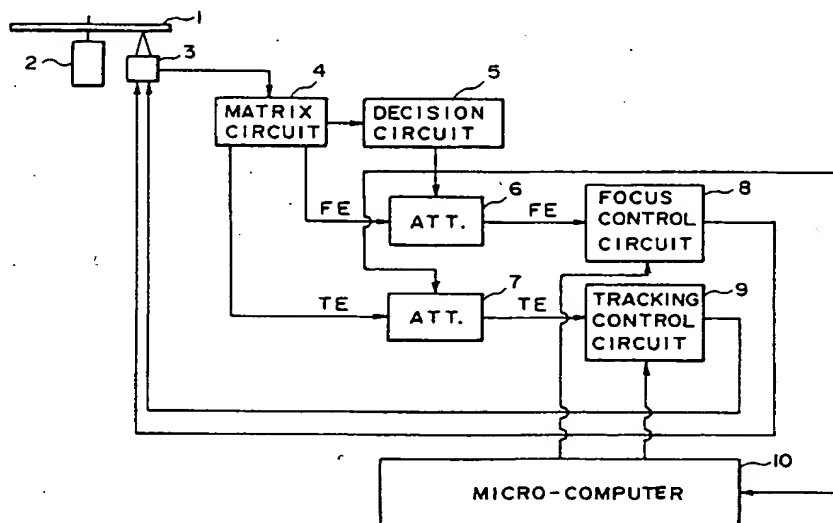 1
2
3
4
MATRIX
CIRCUIT
5
DECISION
CIRCUIT
6
FE
ATT.
FE
8
FOCUS
CONTROL
CIRCUIT
7
TE
ATT.
TE
9
TRACKING
CONTROL
CIRCUIT
10
MICRO-COMPUTER